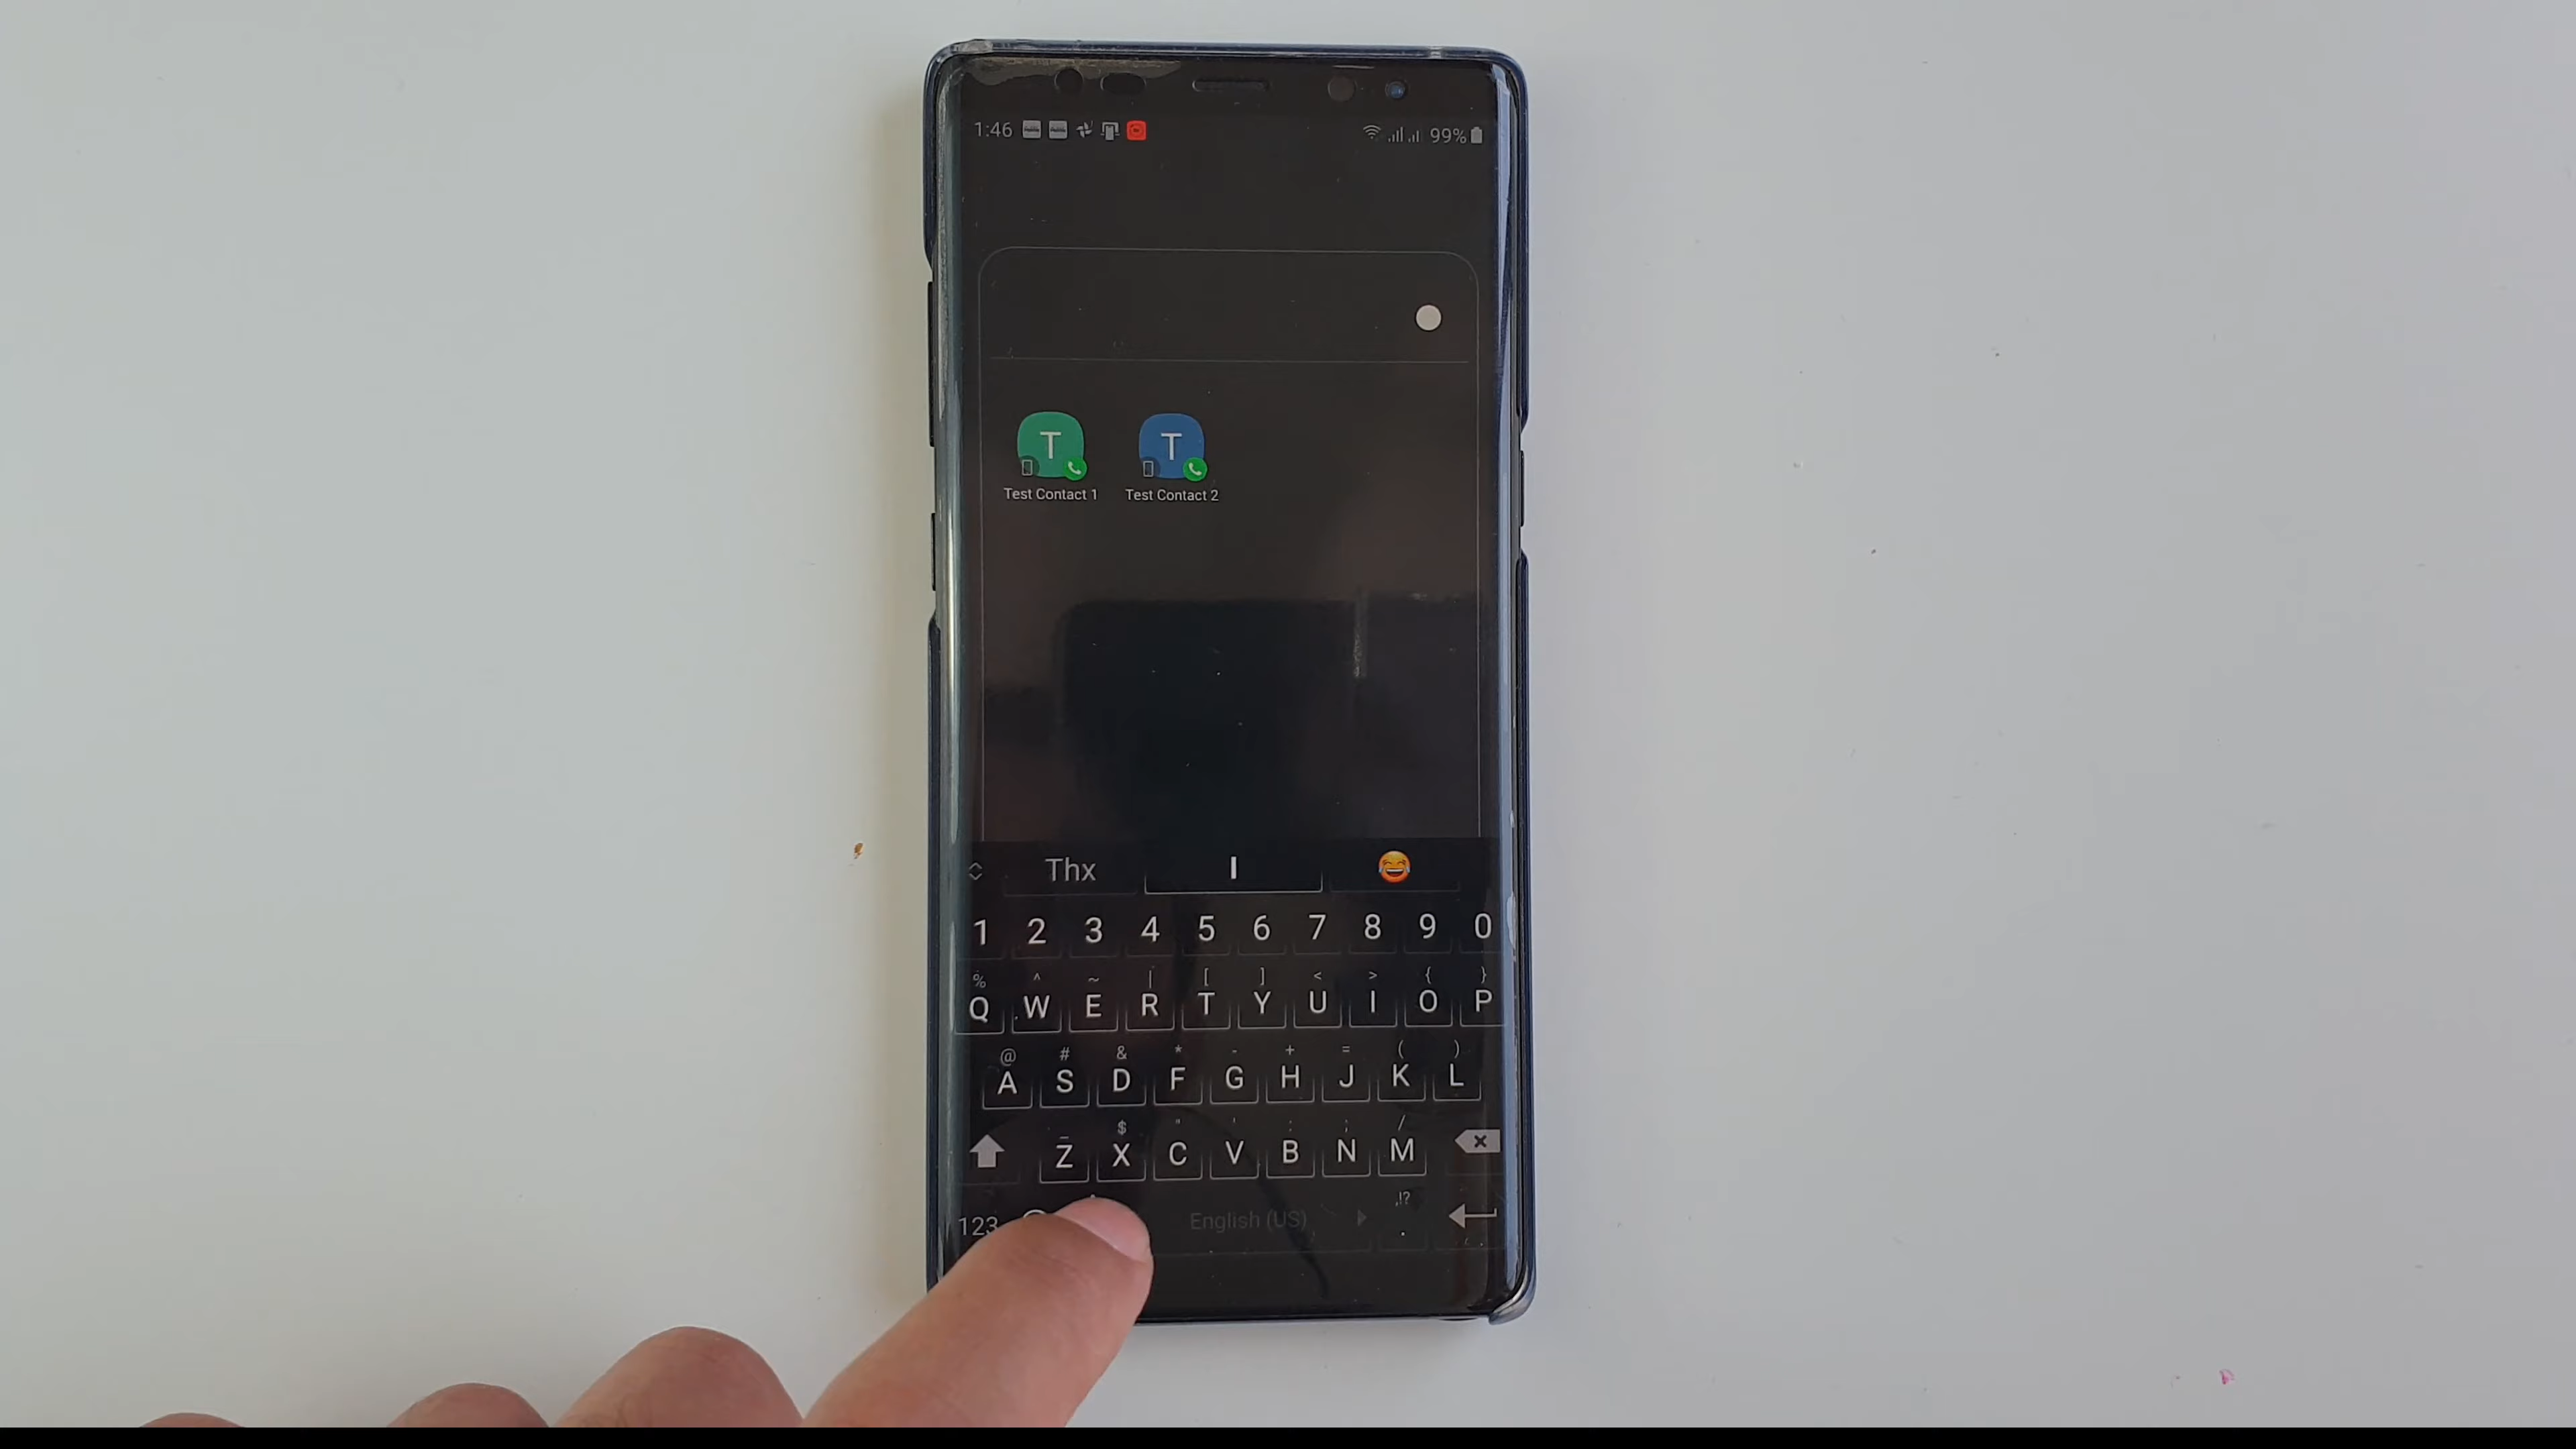 1:46 99%
T T
Test Contact 1 Test Contact 2
Thx I
1 2 3 4 5 6 7 8 9 0
% ^ ~ | [ ] < > { }
Q W E R T Y U I O P
@ # & * - + = ( )
A S D F G H J K L
_ $ " ' : ; /
Z X C V B N M
,!?
123 English (US) .